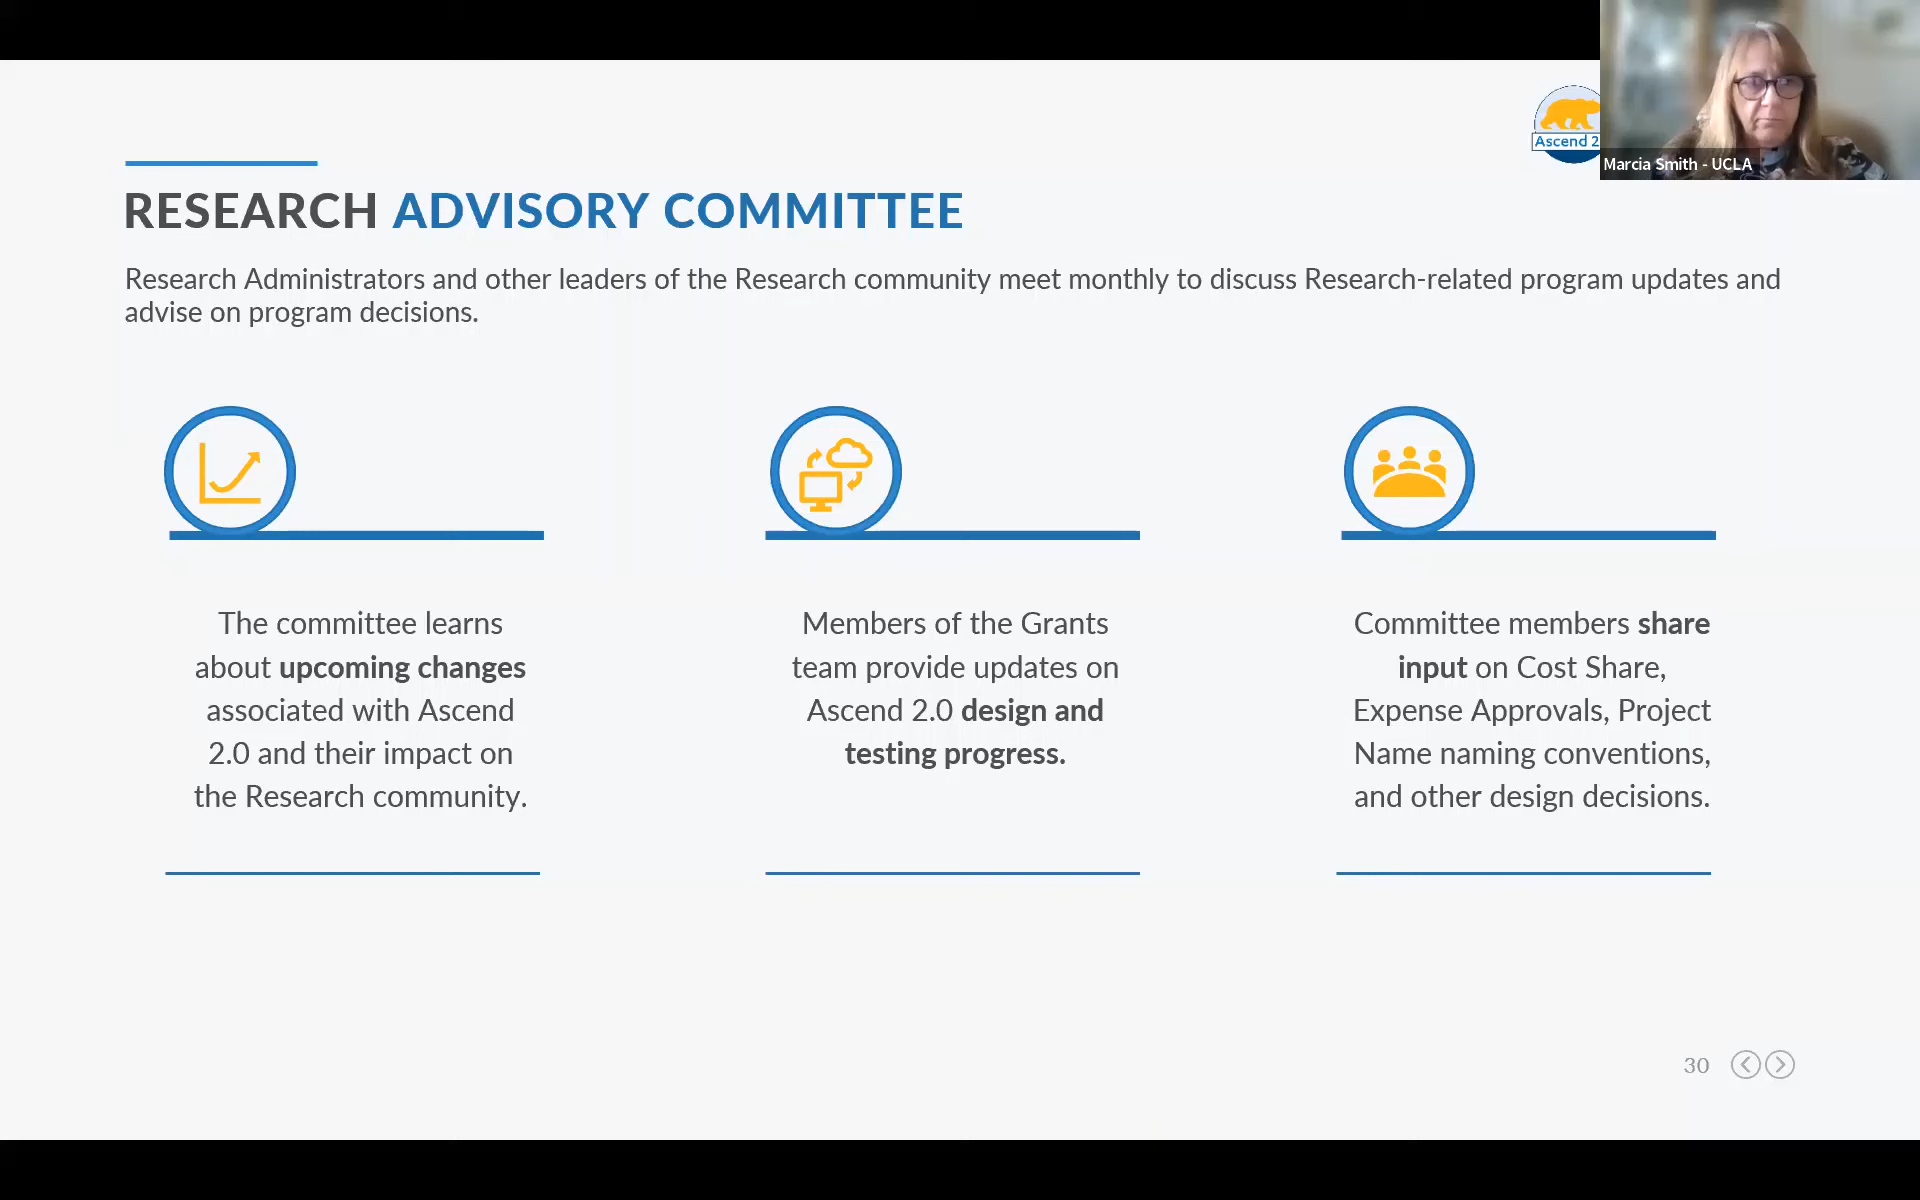 Ascend 2
Marcia Smith - UCLA
RESEARCH ADVISORY COMMITTEE
Research Administrators and other leaders of the Research community meet monthly to discuss Research-related program updates and
advise on program decisions.
The committee learns
about upcoming changes
associated with Ascend
2.0 and their impact on
the Research community.
Members of the Grants
team provide updates on
Ascend 2.0 design and
testing progress.
Committee members share
input on Cost Share,
Expense Approvals, Project
Name naming conventions,
and other design decisions.
30